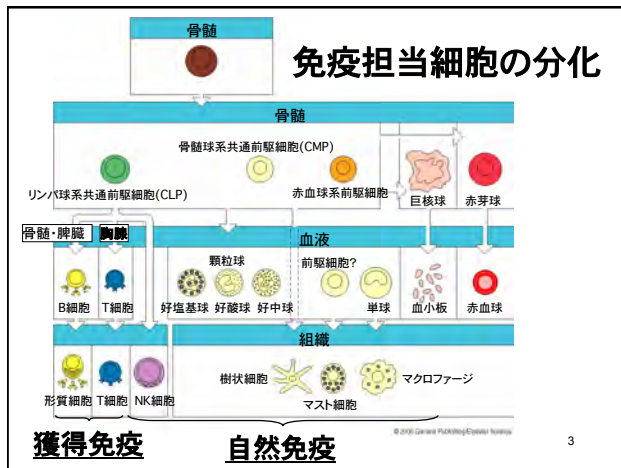 骨髄
免疫担当細胞の分化
骨髄
骨髄球系共通前駆細胞(CMP)
リンパ球系共通前駆細胞(CLP)
赤血球系前駆細胞
巨核球
赤芽球
骨髄・脾臓
胸腺
血液
顆粒球
前駆細胞?
B細胞
T細胞
好塩基球
好酸球
好中球
単球
血小板
赤血球
組織
樹状細胞
マクロファージ
マスト細胞
形質細胞
T細胞
NK細胞
獲得免疫
自然免疫
3